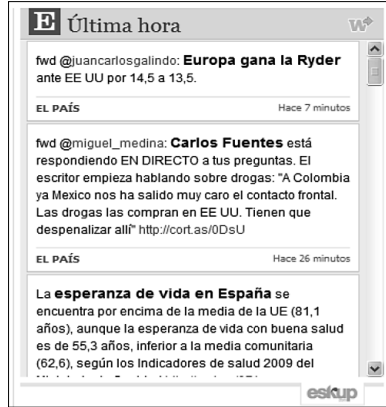 E Última hora
fwd @juancarlosgalindo: Europa gana la Ryder
ante EE UU por 14,5 a 13,5.
EL PAÍS Hace 7 minutos
fwd @miguel_medina: Carlos Fuentes está
respondiendo EN DIRECTO a tus preguntas. El
escritor empieza hablando sobre drogas: "A Colombia
ya Mexico nos ha salido muy caro el contacto frontal.
Las drogas las compran en EE UU. Tienen que
despenalizar allí" http://cort.as/0DsU
EL PAÍS Hace 26 minutos
La esperanza de vida en España se
encuentra por encima de la media de la UE (81,1
años), aunque la esperanza de vida con buena salud
es de 55,3 años, inferior a la media comunitaria
(62,6), según los Indicadores de salud 2009 del
eskup